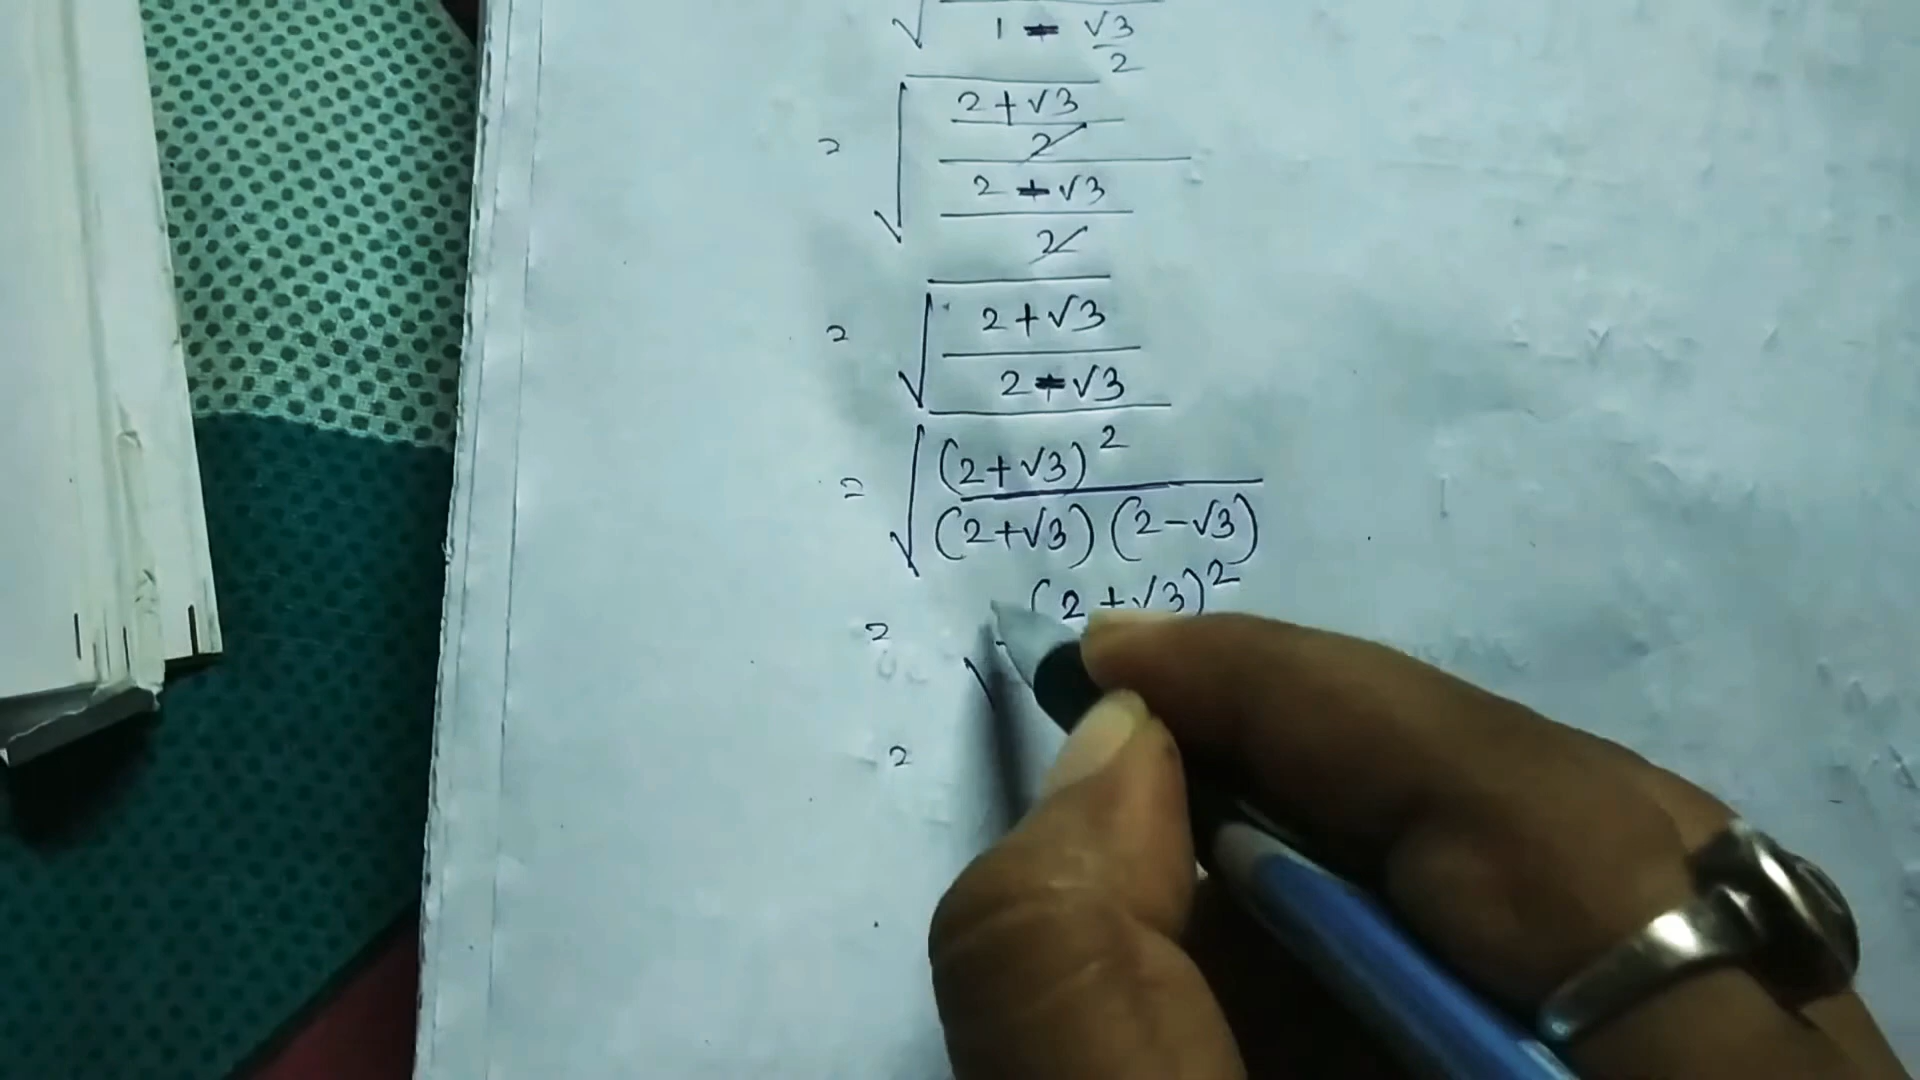 √ 1 - √3/2
= √ ((2+√3)/2) / ((2-√3)/2)
= √ (2+√3)/(2-√3)
= √ (2+√3)²/(2+√3)(2-√3)
= √ (2+√3)²
=